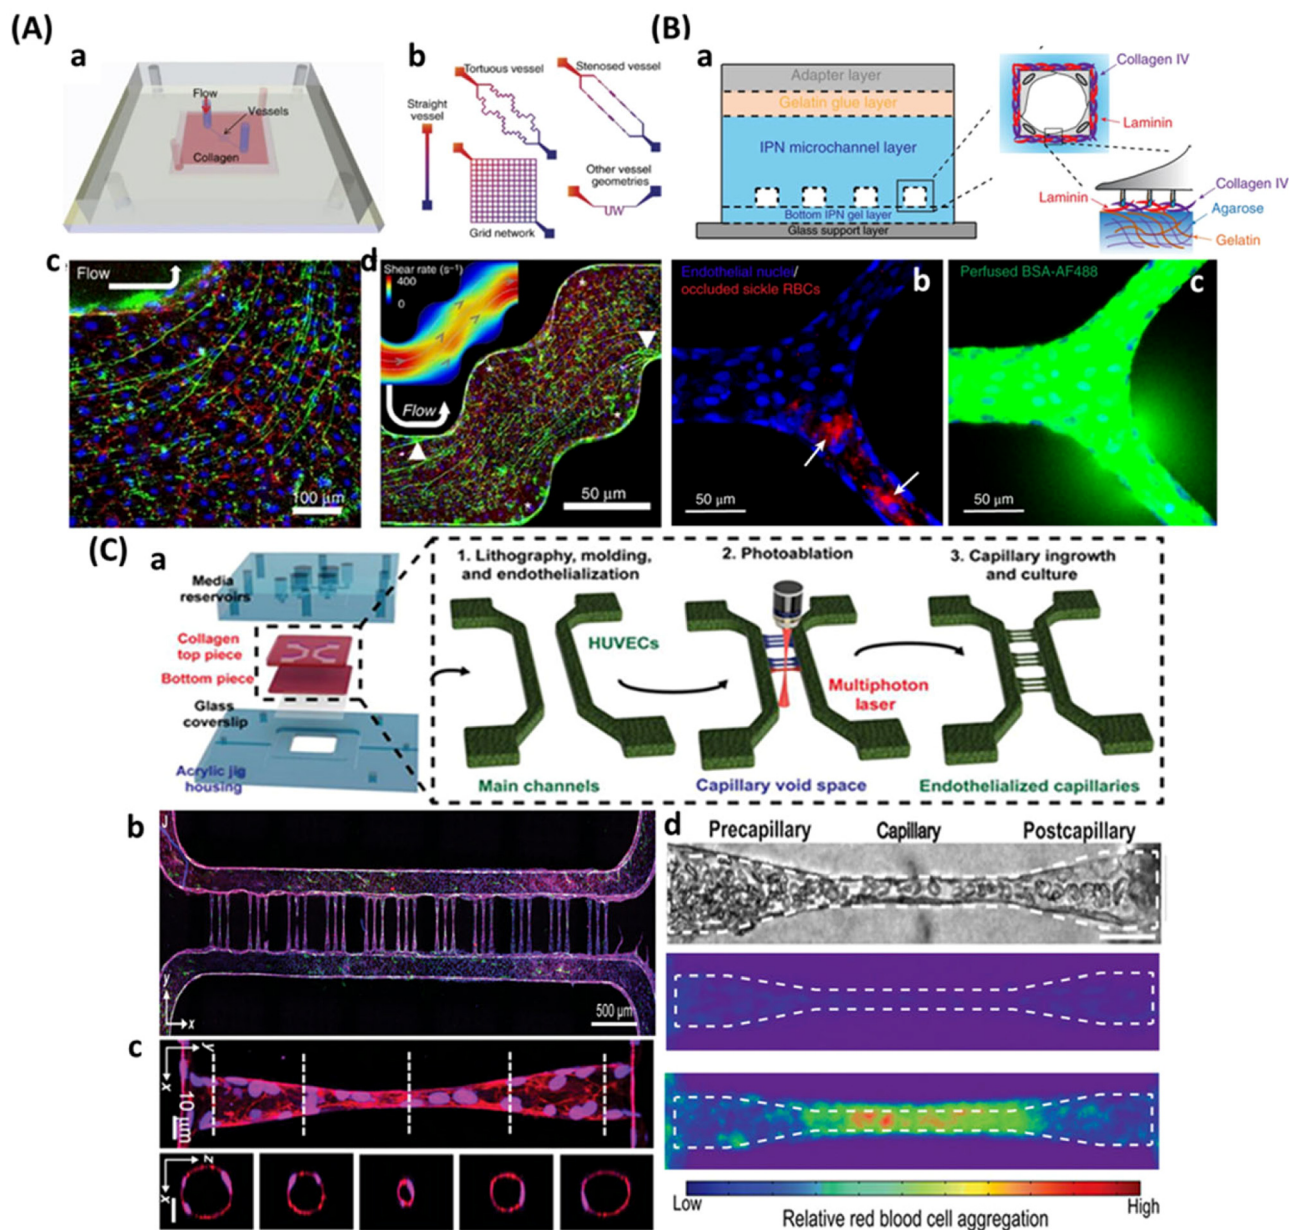 (A)
a
Flow
Vessels
Collagen
b
Tortuous vessel
Stenosed vessel
Straight
vessel
Other vessel
geometries
UW
Grid network
(B)
a
Adapter layer
Gelatin glue layer
IPN microchannel layer
Bottom IPN gel layer
Glass support layer
Collagen IV
Laminin
Collagen IV
Laminin
Agarose
Gelatin
c
Flow
100 µm
d
Shear rate (s⁻¹)
400
0
Flow
50 µm
Endothelial nuclei/
occluded sickle RBCs
b
50 µm
Perfused BSA-AF488
c
50 µm
(C)
a
Media
reservoirs
Collagen
top piece
Bottom piece
Glass
coverslip
Acrylic jig
housing
1. Lithography, molding,
and endothelialization
2. Photoablation
3. Capillary ingrowth
and culture
HUVECs
Multiphoton
laser
Main channels
Capillary void space
Endothelialized capillaries
b
J
y
x
500 µm
c
y
x
10 µm
z
x
d
Precapillary
Capillary
Postcapillary
Low
High
Relative red blood cell aggregation